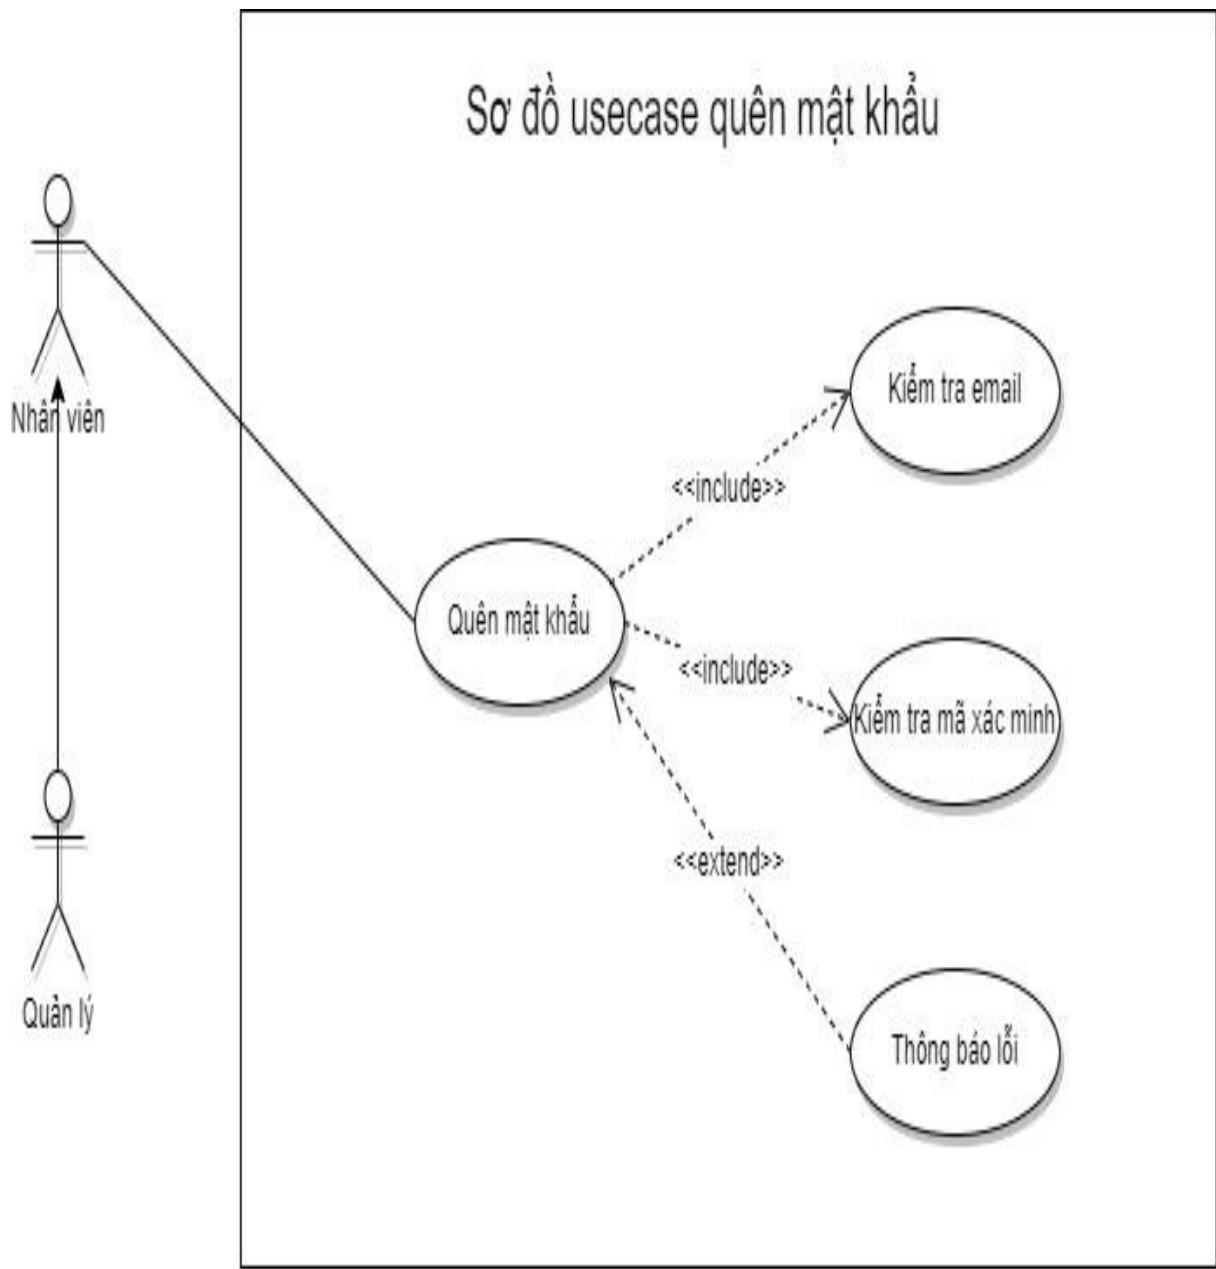 Sơ đồ usecase quên mật khẩu
Nhân viên
Kiểm tra email
<<include>>
Quên mật khẩu
<<include>>
Kiểm tra mã xác minh
<<extend>>
Quản lý
Thông báo lỗi